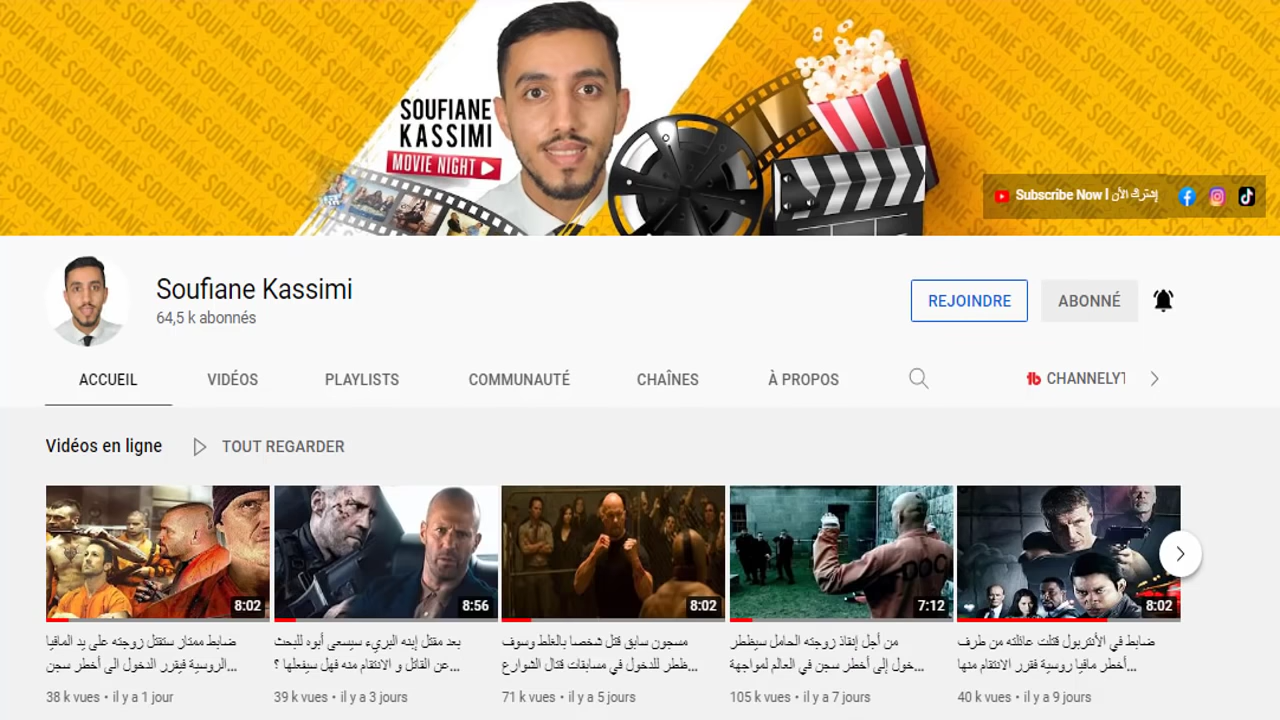 SOUFIANE
KASSIMI
MOVIE NIGHT
Subscribe Now | إشترك الأن
Soufiane Kassimi
64,5 k abonnés
REJOINDRE
ABONNÉ
ACCUEIL
VIDÉOS
PLAYLISTS
COMMUNAUTÉ
CHAÎNES
À PROPOS
CHANNELYT
Vidéos en ligne
TOUT REGARDER
8:02
8:56
8:02
DOC
7:12
8:02
ضابط ممتاز ستقتل زوجته على يد المافيا
الروسية فيقرر الدخول الى أخطر سجن...
38 k vues • il y a 1 jour
بعد مقتل إبنه البريء سيسعى أبوه للبحث
عن القاتل و الانتقام منه فهل سيفعلها ؟...
39 k vues • il y a 3 jours
مسجون سابق قتل شخصا بالغلط وسوف
...ظطر للدخول في مسابقات قتال الشوارع
71 k vues • il y a 5 jours
من أجل إنقاذ زوجته الحامل سيظطر
...خول إلى أخطر سجن في العالم لمواجهة
105 k vues • il y a 7 jours
ضابط في الأنتربول قتلت عائلته من طرف
أخطر مافيا روسية فقرر الانتقام منها...
40 k vues • il y a 9 jours